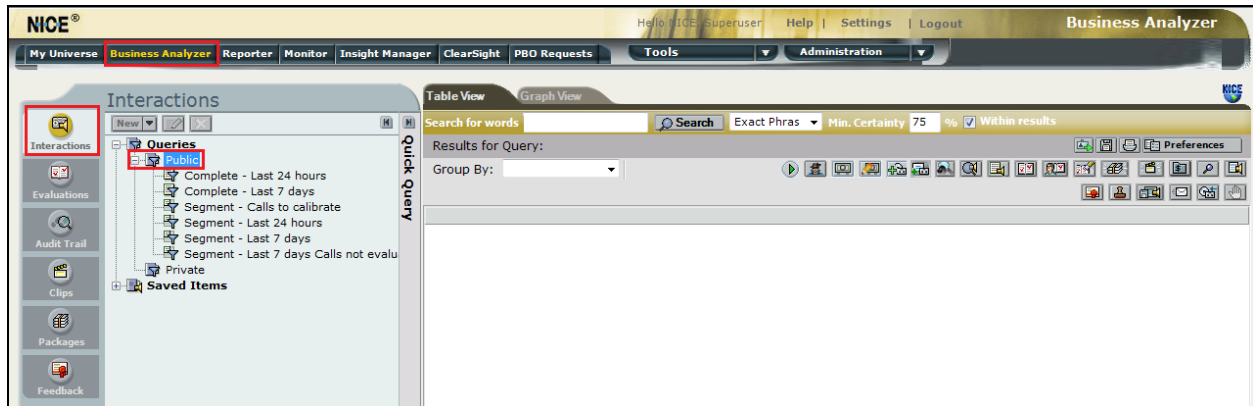 NICE®
Hello NICE, Superuser Help | Settings | Logout
Business Analyzer
My Universe Business Analyzer Reporter Monitor Insight Manager ClearSight PBO Requests Tools Administration
Interactions
Table View Graph View
NICE
New
Search for words Search Exact Phras Min. Certainty 75 % Within results
Interactions
Evaluations
Audit Trail
Clips
Packages
Feedback
Queries
Public
Complete - Last 24 hours
Complete - Last 7 days
Segment - Calls to calibrate
Segment - Last 24 hours
Segment - Last 7 days
Segment - Last 7 days Calls not evalu
Private
Saved Items
Quick Query
Results for Query:
Preferences
Group By: